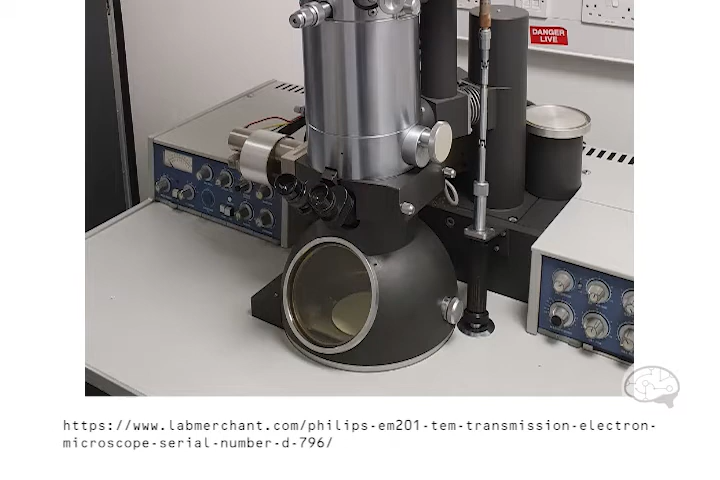 DANGER
LIVE
https://www.labmerchant.com/philips-em201-tem-transmission-electron-
microscope-serial-number-d-796/